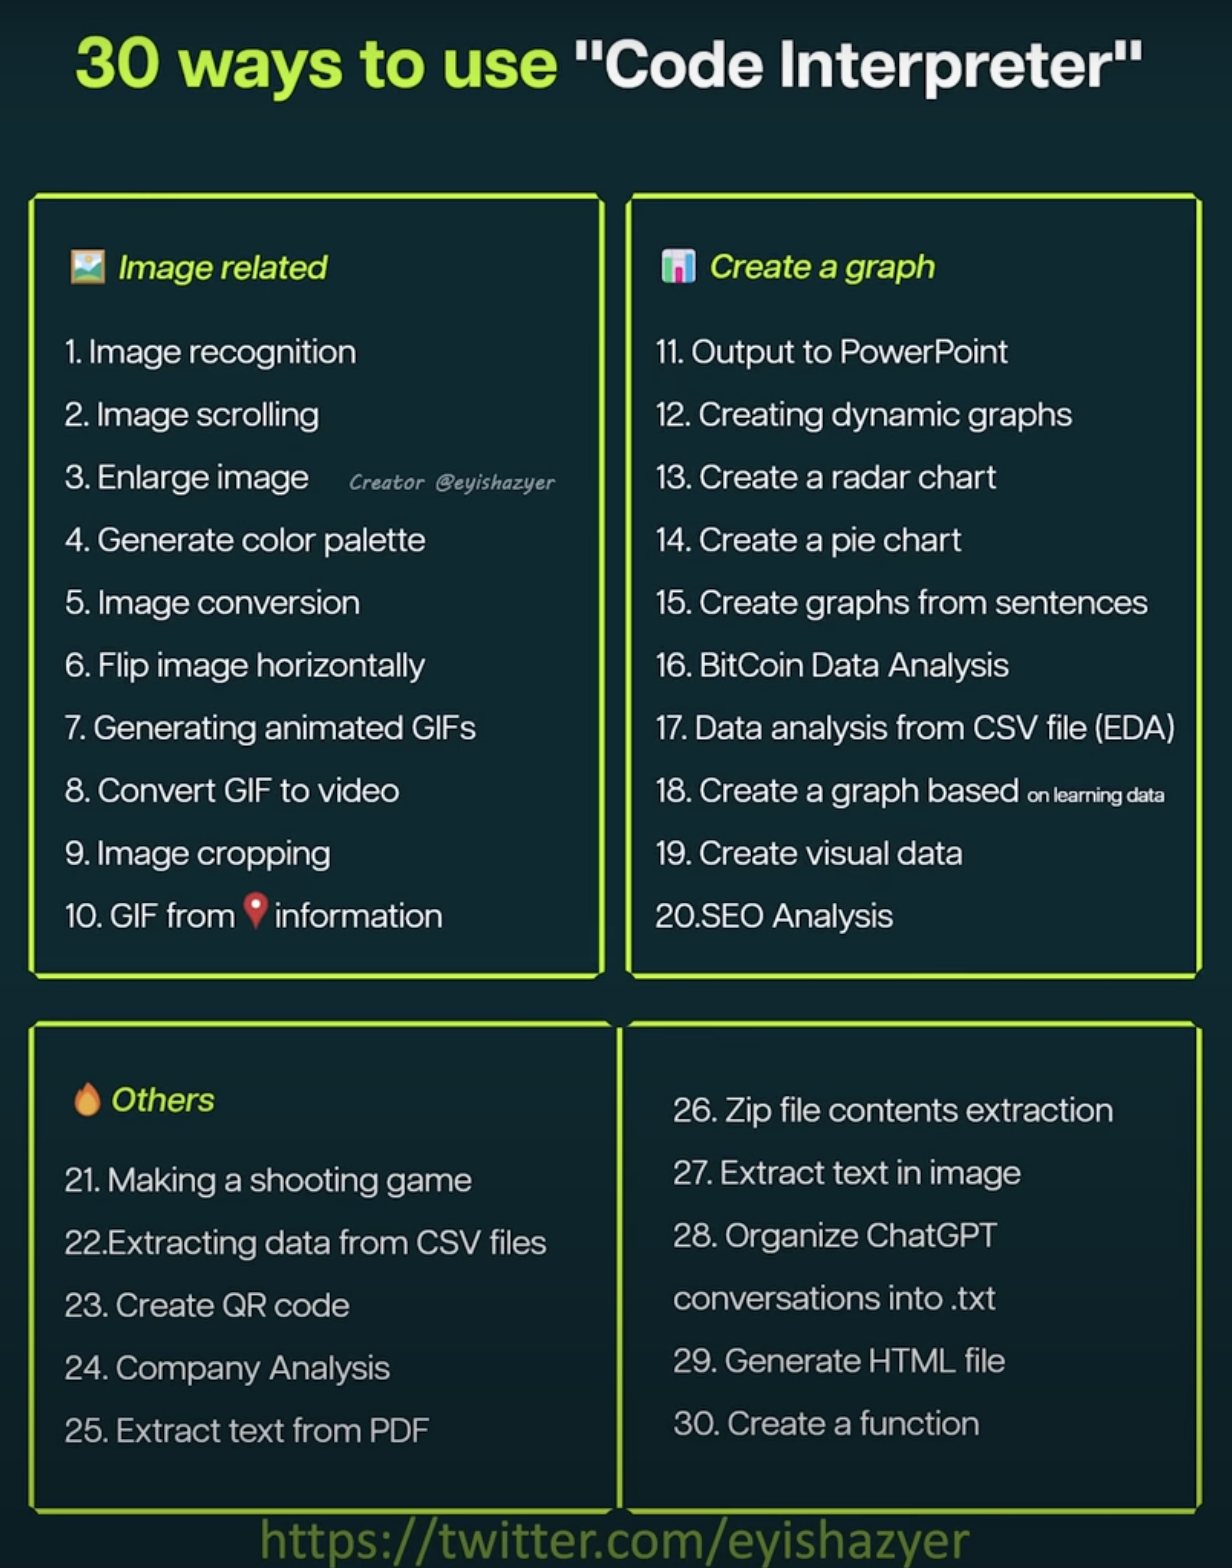 30 ways to use "Code Interpreter"
Image related
1. Image recognition
2. Image scrolling
3. Enlarge image
Creator @eyishazyer
4. Generate color palette
5. Image conversion
6. Flip image horizontally
7. Generating animated GIFs
8. Convert GIF to video
9. Image cropping
10. GIF from 📍 information
Create a graph
11. Output to PowerPoint
12. Creating dynamic graphs
13. Create a radar chart
14. Create a pie chart
15. Create graphs from sentences
16. BitCoin Data Analysis
17. Data analysis from CSV file (EDA)
18. Create a graph based on learning data
19. Create visual data
20.SEO Analysis
Others
21. Making a shooting game
22.Extracting data from CSV files
23. Create QR code
24. Company Analysis
25. Extract text from PDF
26. Zip file contents extraction
27. Extract text in image
28. Organize ChatGPT
conversations into .txt
29. Generate HTML file
30. Create a function
https://twitter.com/eyishazyer